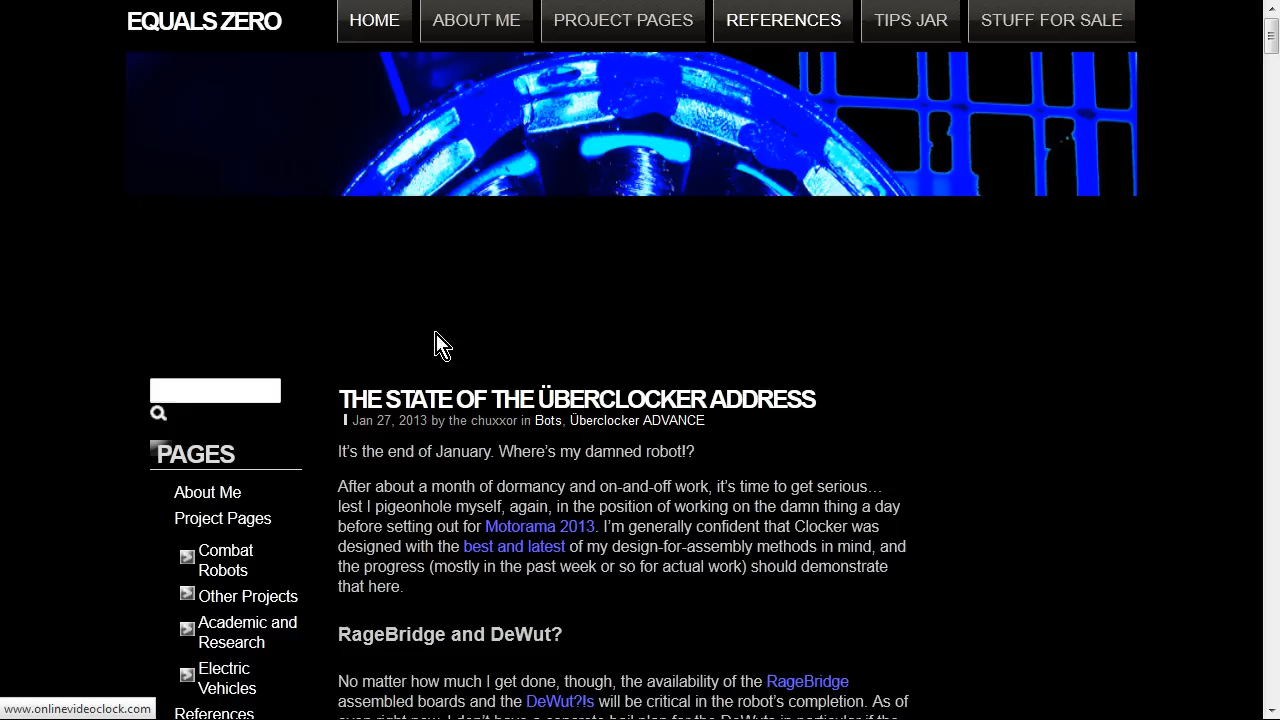 EQUALS ZERO
HOME
ABOUT ME
PROJECT PAGES
REFERENCES
TIPS JAR
STUFF FOR SALE
PAGES
About Me
Project Pages
Combat
Robots
Other Projects
Academic and
Research
Electric
Vehicles
References
THE STATE OF THE ÜBERCLOCKER ADDRESS
Jan 27, 2013 by the chuxxor in Bots, Überclocker ADVANCE
It's the end of January. Where's my damned robot!?
After about a month of dormancy and on-and-off work, it's time to get serious…
lest I pigeonhole myself, again, in the position of working on the damn thing a day
before setting out for Motorama 2013. I'm generally confident that Clocker was
designed with the best and latest of my design-for-assembly methods in mind, and
the progress (mostly in the past week or so for actual work) should demonstrate
that here.
RageBridge and DeWut?
No matter how much I get done, though, the availability of the RageBridge
assembled boards and the DeWut?!s will be critical in the robot's completion. As of
www.onlinevideoclock.com